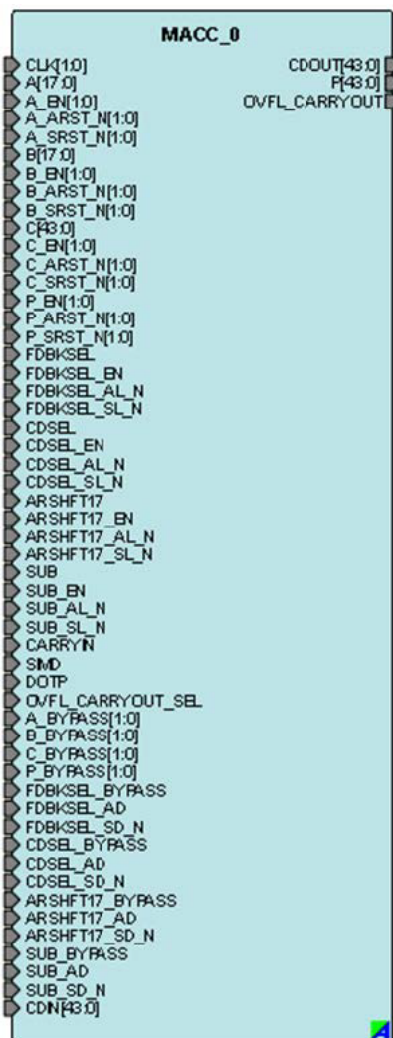 MACC_0
CLK[1:0]
CDOUT[43:0]
A[17:0]
P[43:0]
A_EN[1:0]
OVFL_CARRYOUT
A_ARST_N[1:0]
A_SRST_N[1:0]
B[17:0]
B_EN[1:0]
B_ARST_N[1:0]
B_SRST_N[1:0]
C[43:0]
C_EN[1:0]
C_ARST_N[1:0]
C_SRST_N[1:0]
P_EN[1:0]
P_ARST_N[1:0]
P_SRST_N[1:0]
FDBKSEL
FDBKSEL_EN
FDBKSEL_AL_N
FDBKSEL_SL_N
CDSEL
CDSEL_EN
CDSEL_AL_N
CDSEL_SL_N
ARSHFT17
ARSHFT17_EN
ARSHFT17_AL_N
ARSHFT17_SL_N
SUB
SUB_EN
SUB_AL_N
SUB_SL_N
CARRYIN
SIMD
DOTP
OVFL_CARRYOUT_SEL
A_BYPASS[1:0]
B_BYPASS[1:0]
C_BYPASS[1:0]
P_BYPASS[1:0]
FDBKSEL_BYPASS
FDBKSEL_AD
FDBKSEL_SD_N
CDSEL_BYPASS
CDSEL_AD
CDSEL_SD_N
ARSHFT17_BYPASS
ARSHFT17_AD
ARSHFT17_SD_N
SUB_BYPASS
SUB_AD
SUB_SD_N
CDIN[43:0]